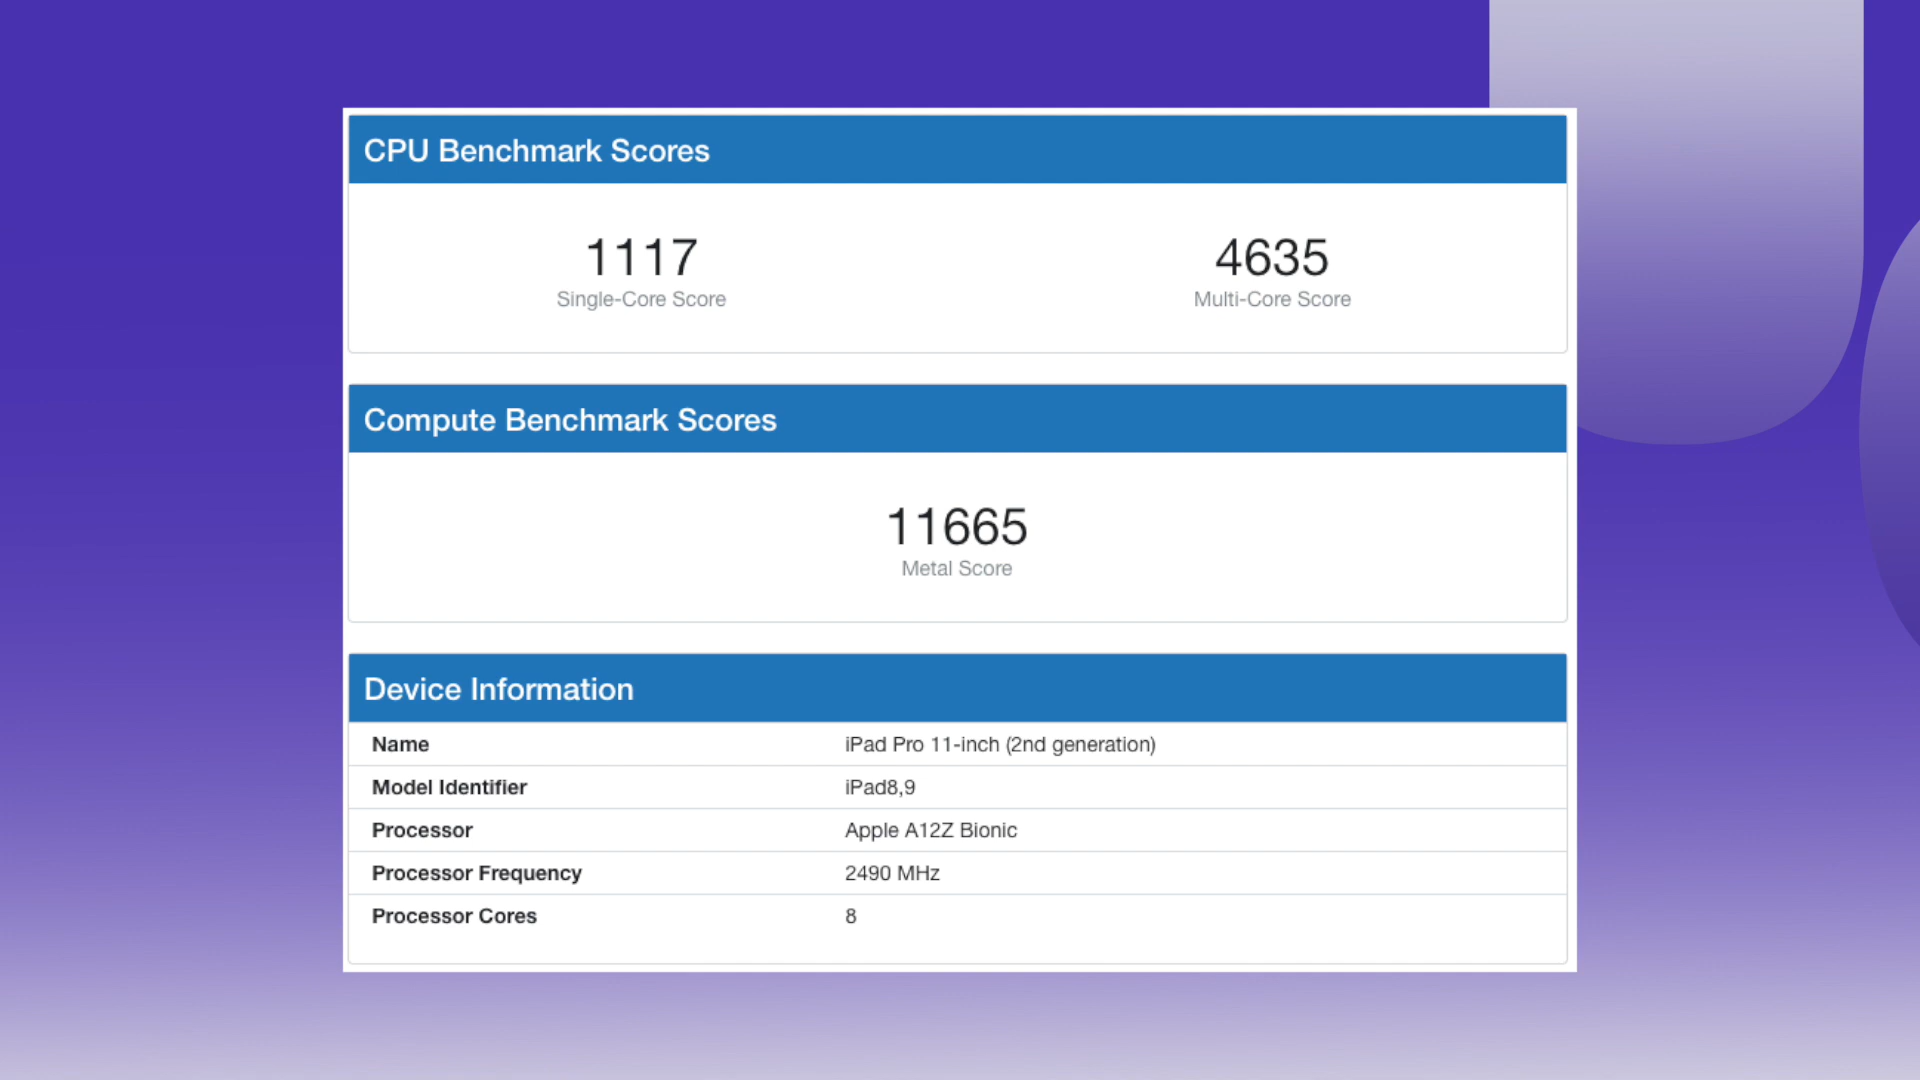 CPU Benchmark Scores
1117 4635
Single-Core Score Multi-Core Score
Compute Benchmark Scores
11665
Metal Score
Device Information
Name iPad Pro 11-inch (2nd generation)
Model Identifier iPad8,9
Processor Apple A12Z Bionic
Processor Frequency 2490 MHz
Processor Cores 8